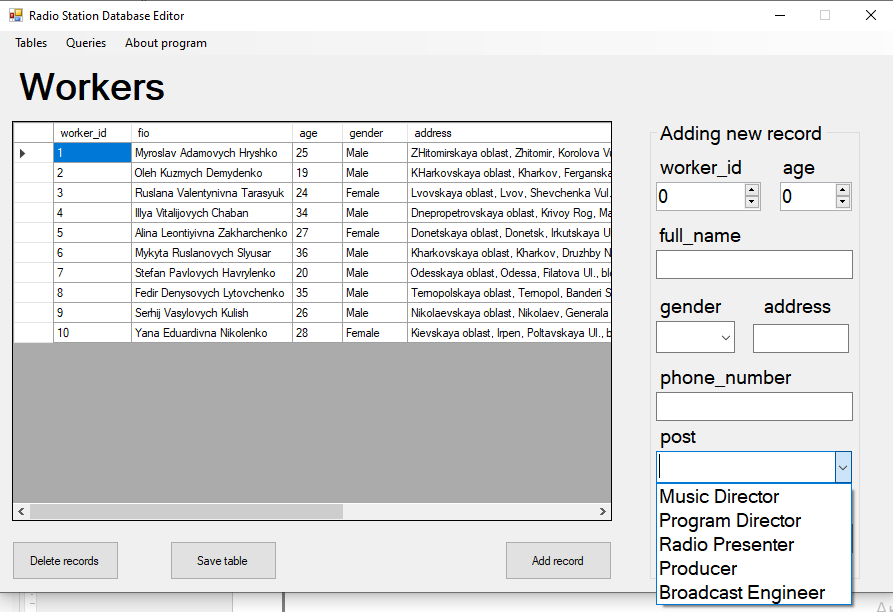 Radio Station Database Editor
Tables Queries About program
Workers
worker_id fio age gender address
1 Myroslav Adamovych Hryshko 25 Male ZHitomirskaya oblast, Zhitomir, Korolova
2 Oleh Kuzmych Demydenko 19 Male KHarkovskaya oblast, Kharkov, Ferganska
3 Ruslana Valentynivna Tarasyuk 24 Female Lvovskaya oblast, Lvov, Shevchenka Vul.
4 Illya Vitalijovych Chaban 34 Male Dnepropetrovskaya oblast, Krivoy Rog, Ma
5 Alina Leontiyivna Zakharchenko 27 Female Donetskaya oblast, Donetsk, Irkutskaya U
6 Mykyta Ruslanovych Slyusar 36 Male Kharkovskaya oblast, Kharkov, Druzhby N
7 Stefan Pavlovych Havrylenko 20 Male Odesskaya oblast, Odessa, Filatova Ul., bl
8 Fedir Denysovych Lytovchenko 35 Male Ternopolskaya oblast, Ternopol, Banderi S
9 Serhij Vasylovych Kulish 26 Male Nikolaevskaya oblast, Nikolaev, Generala
10 Yana Eduardivna Nikolenko 28 Female Kievskaya oblast, Irpen, Poltavskaya Ul., b
Delete records Save table Add record
Adding new record
worker_id age
0 0
full_name
gender address
phone_number
post
Music Director
Program Director
Radio Presenter
Producer
Broadcast Engineer